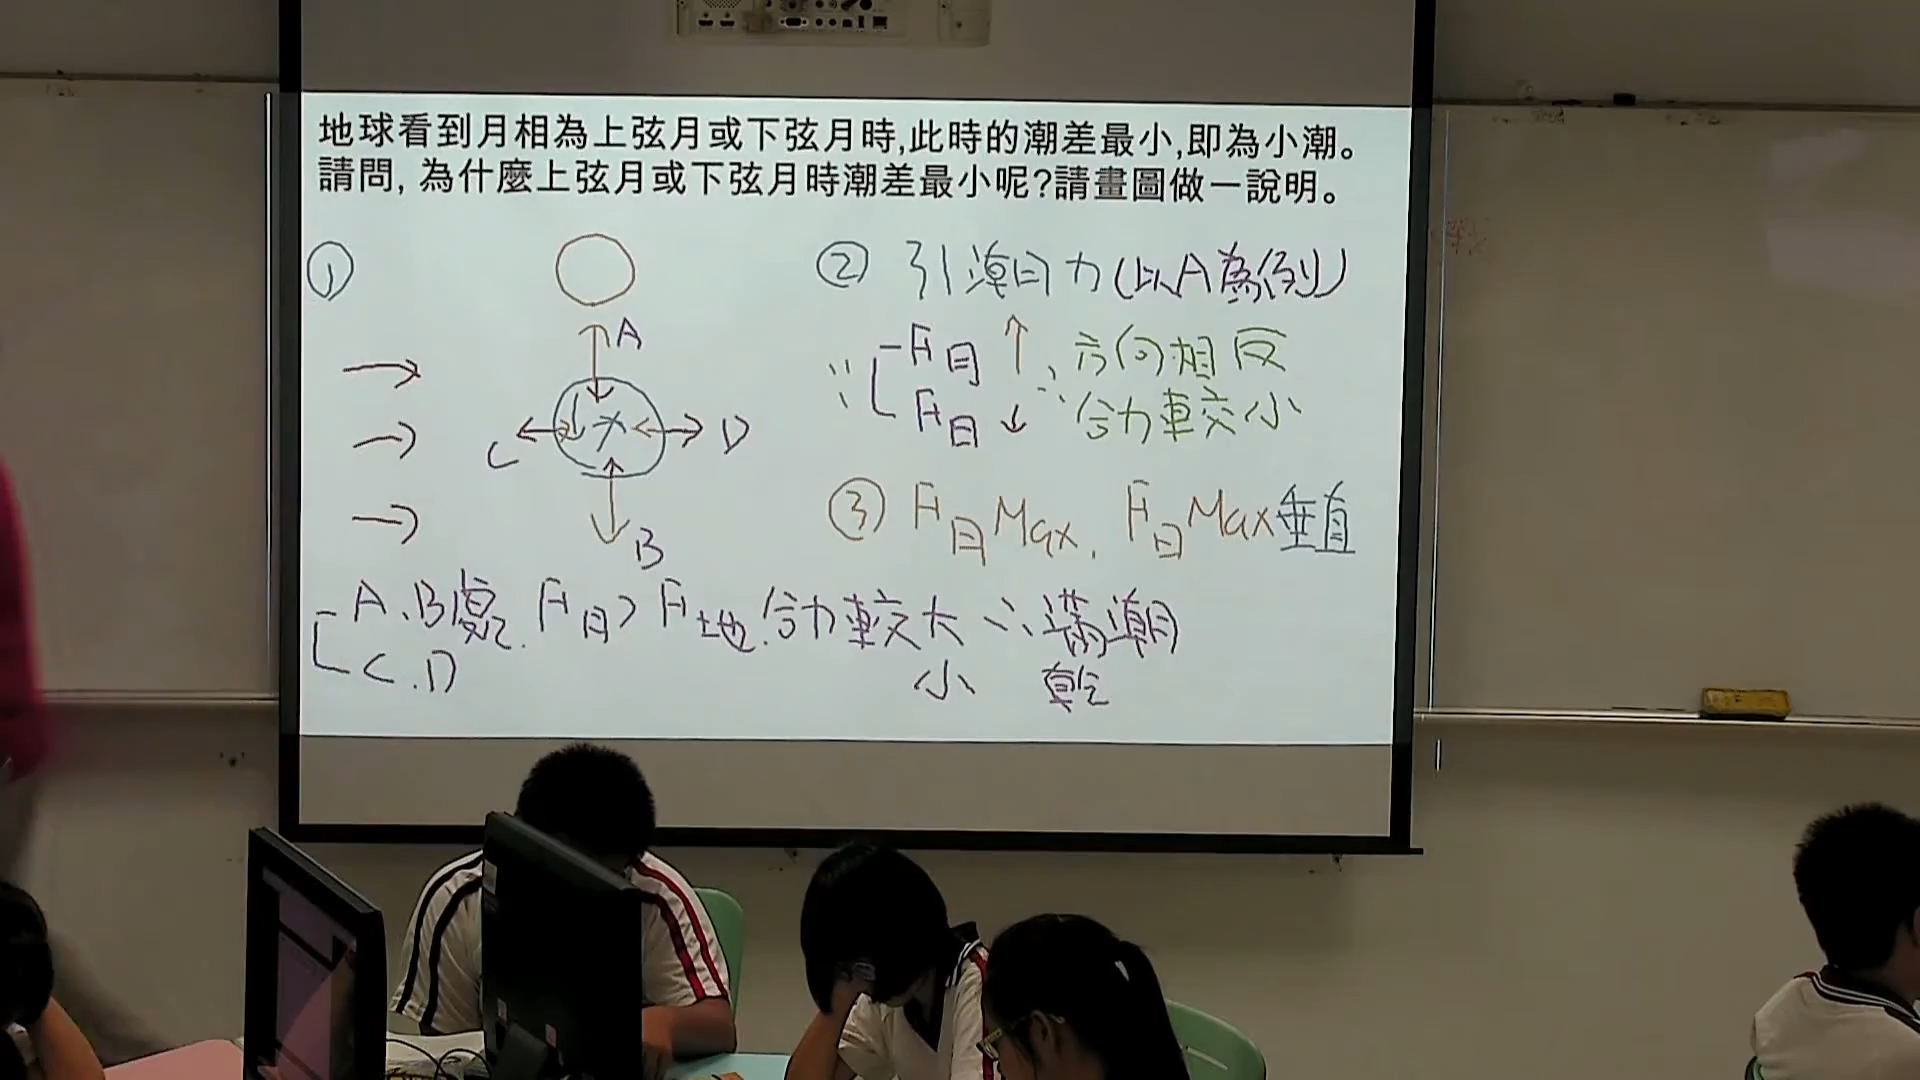 地球看到月相為上弦月或下弦月時,此時的潮差最小,即為小潮。
請問, 為什麼上弦月或下弦月時潮差最小呢?請畫圖做一說明。
①
A
C
D
B
② 引潮力(以A為例)
∵ F月 ↑ ∴ 方向相反
F日 ↓ 合力較小
③ F月Max. F日Max垂直
A.B處. F月>F地.合力較大 ∴滿潮
C.D 小 乾